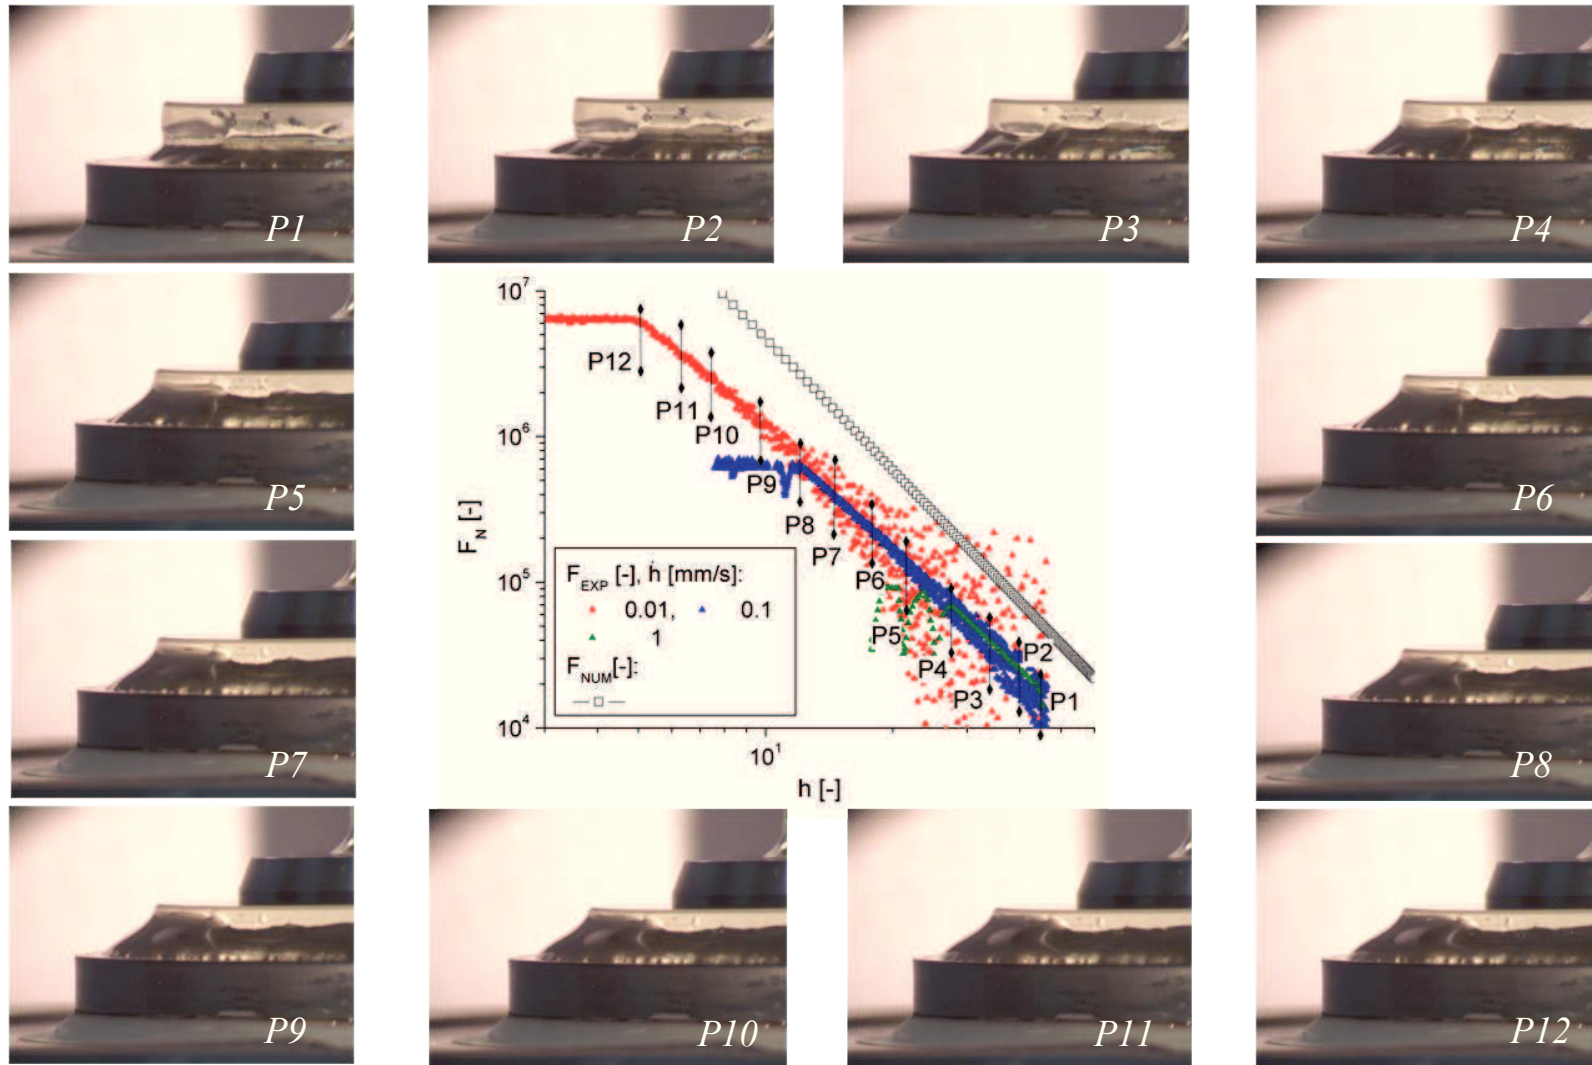 P1
P2
P3
P4
P5
P6
P7
P8
P9
P10
P11
P12
10⁷
10⁶
10⁵
10⁴
F_N [-]
P12
P11
P10
P9
P8
P7
P6
P5
P4
P3
P2
P1
F_EXP [-], ḣ [mm/s]:
0.01, 0.1
1
F_NUM[-]:
10¹
h [-]